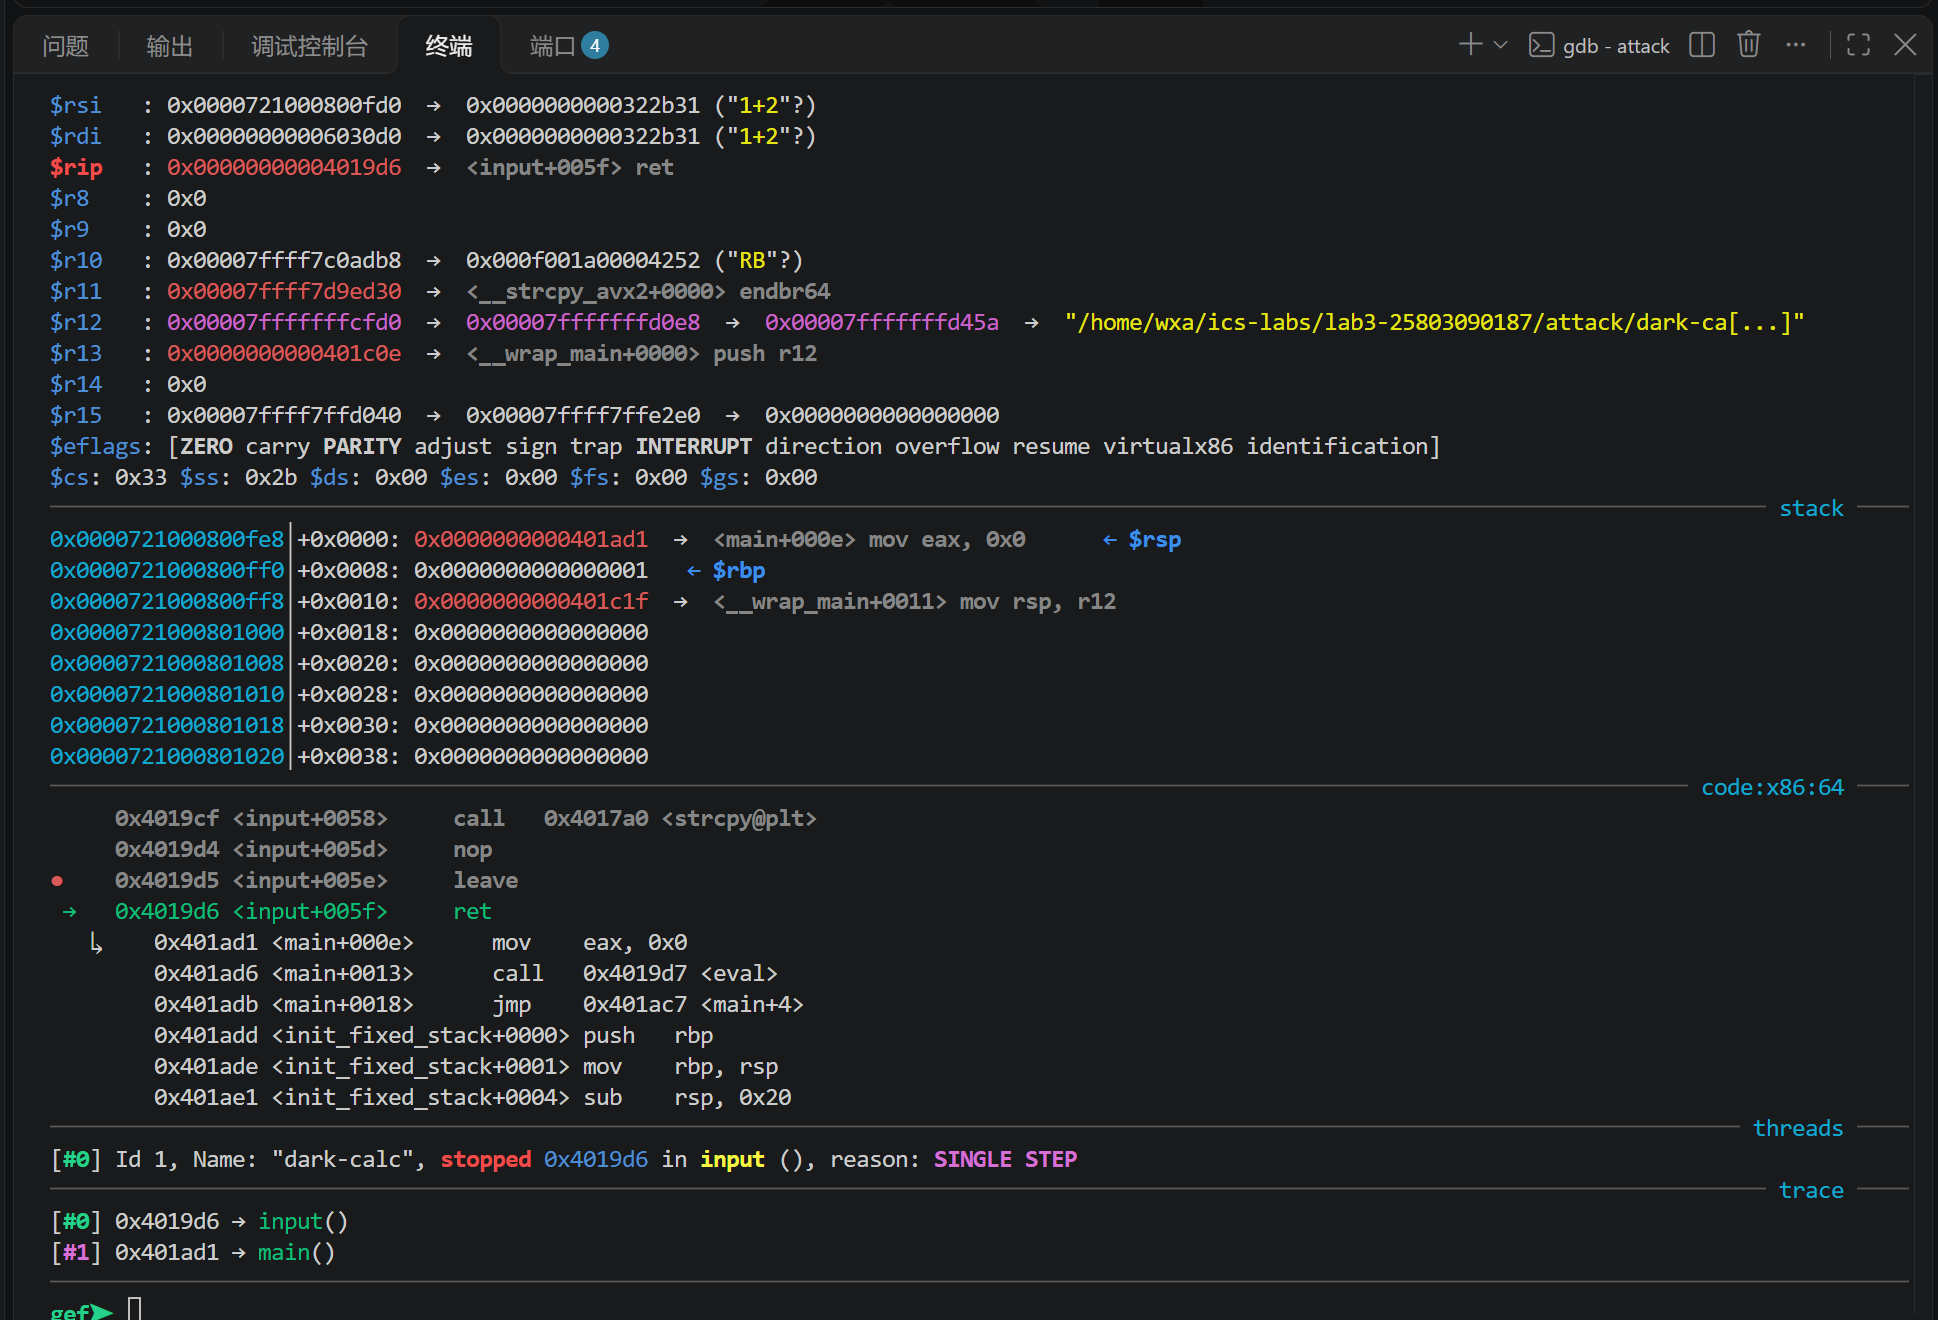 问题 输出 调试控制台 终端 端口 4 gdb - attack
$rsi   : 0x0000721000800fd0  →  0x0000000000322b31 ("1+2"?)
$rdi   : 0x00000000006030d0  →  0x0000000000322b31 ("1+2"?)
$rip   : 0x00000000004019d6  →  <input+005f> ret
$r8    : 0x0
$r9    : 0x0
$r10   : 0x00007ffff7c0adb8  →  0x000f001a00004252 ("RB"?)
$r11   : 0x00007ffff7d9ed30  →  <__strcpy_avx2+0000> endbr64
$r12   : 0x00007fffffffcfd0  →  0x00007fffffffd0e8  →  0x00007fffffffd45a  →  "/home/wxa/ics-labs/lab3-25803090187/attack/dark-ca[...]"
$r13   : 0x0000000000401c0e  →  <__wrap_main+0000> push r12
$r14   : 0x0
$r15   : 0x00007ffff7ffd040  →  0x00007ffff7ffe2e0  →  0x0000000000000000
$eflags: [ZERO carry PARITY adjust sign trap INTERRUPT direction overflow resume virtualx86 identification]
$cs: 0x33 $ss: 0x2b $ds: 0x00 $es: 0x00 $fs: 0x00 $gs: 0x00
stack
0x0000721000800fe8│+0x0000: 0x0000000000401ad1  →  <main+000e> mov eax, 0x0      ← $rsp
0x0000721000800ff0│+0x0008: 0x0000000000000001   ← $rbp
0x0000721000800ff8│+0x0010: 0x0000000000401c1f  →  <__wrap_main+0011> mov rsp, r12
0x0000721000801000│+0x0018: 0x0000000000000000
0x0000721000801008│+0x0020: 0x0000000000000000
0x0000721000801010│+0x0028: 0x0000000000000000
0x0000721000801018│+0x0030: 0x0000000000000000
0x0000721000801020│+0x0038: 0x0000000000000000
code:x86:64
0x4019cf <input+0058>     call   0x4017a0 <strcpy@plt>
0x4019d4 <input+005d>     nop
● 0x4019d5 <input+005e>     leave
→ 0x4019d6 <input+005f>     ret
↳ 0x401ad1 <main+000e>      mov    eax, 0x0
0x401ad6 <main+0013>      call   0x4019d7 <eval>
0x401adb <main+0018>      jmp    0x401ac7 <main+4>
0x401add <init_fixed_stack+0000> push   rbp
0x401ade <init_fixed_stack+0001> mov    rbp, rsp
0x401ae1 <init_fixed_stack+0004> sub    rsp, 0x20
threads
[#0] Id 1, Name: "dark-calc", stopped 0x4019d6 in input (), reason: SINGLE STEP
trace
[#0] 0x4019d6 → input()
[#1] 0x401ad1 → main()
gef➤